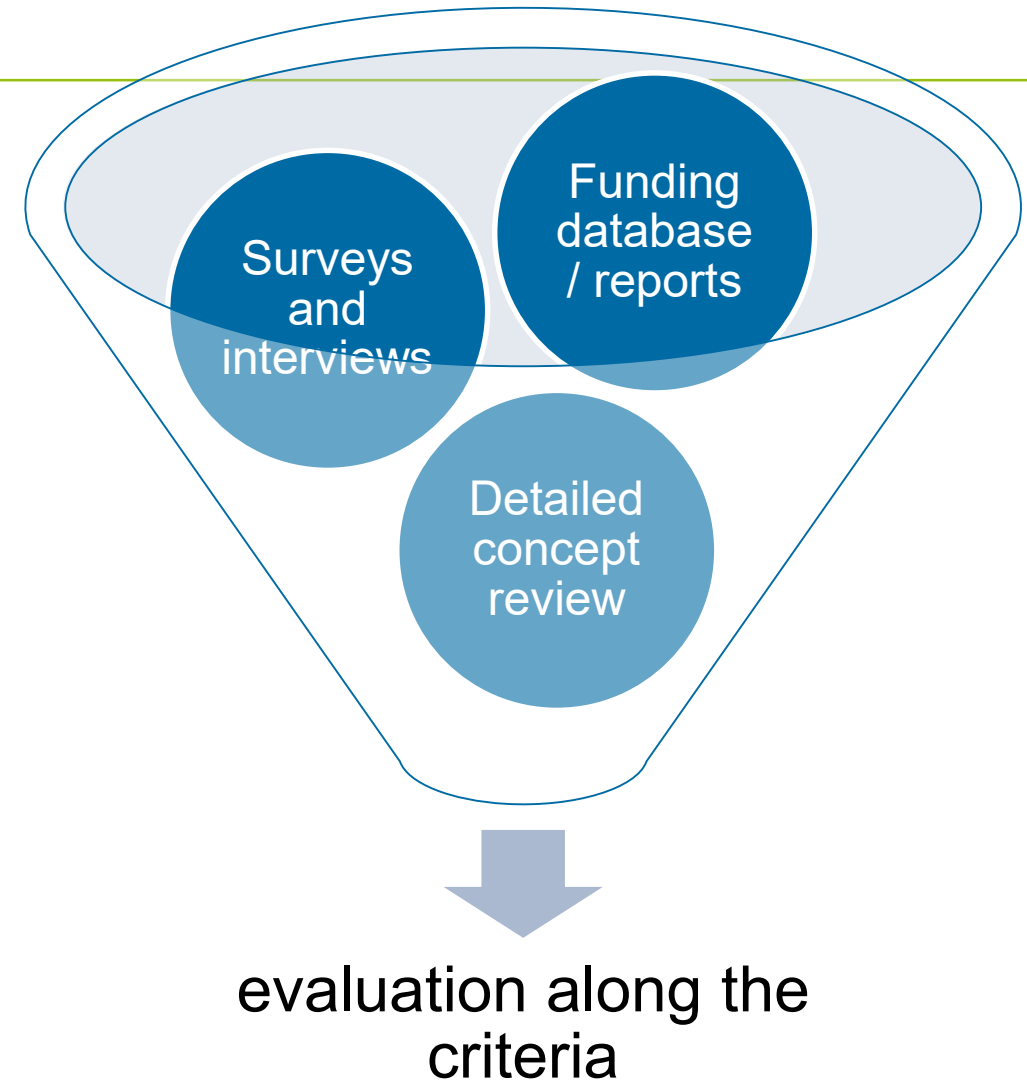 Funding
database
/ reports
Surveys
and
interviews
Detailed
concept
review
evaluation along the
criteria